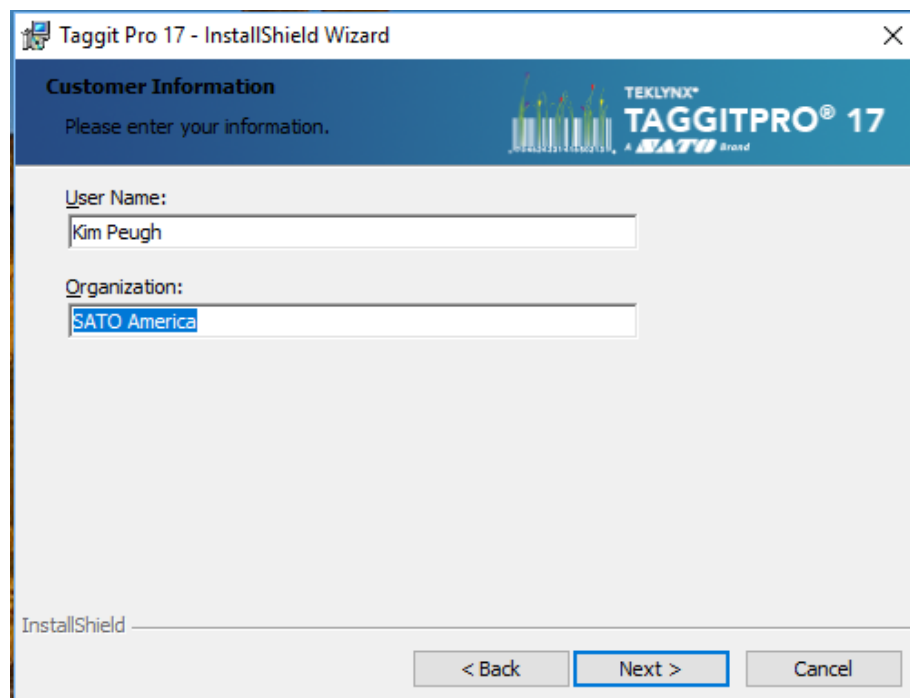 Taggit Pro 17 - InstallShield Wizard
Customer Information
Please enter your information.
TEKLYNX®
TAGGITPRO® 17
A SATO Brand
User Name:
Kim Peugh
Organization:
SATO America
InstallShield
< Back Next > Cancel